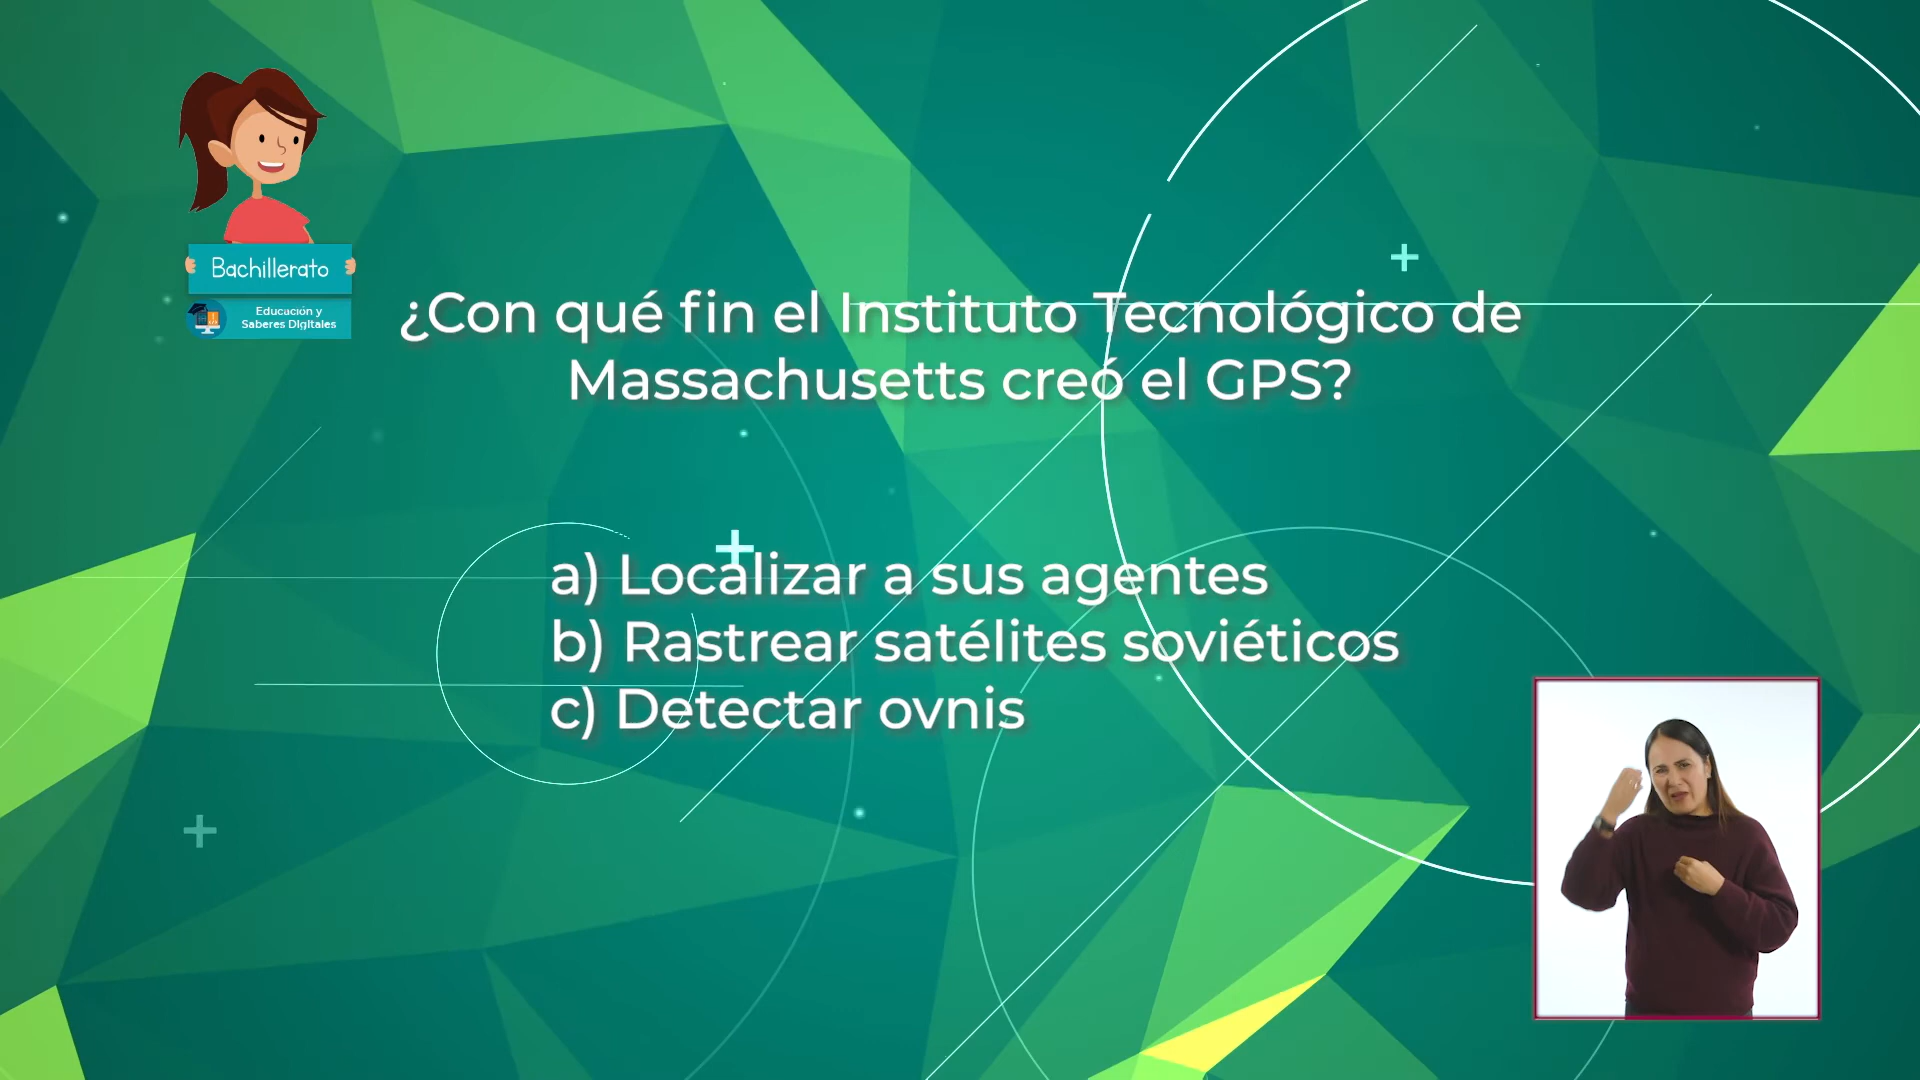 Bachillerato
Educación y
Saberes Digitales
¿Con qué fin el Instituto Tecnológico de
Massachusetts creó el GPS?
a) Localizar a sus agentes
b) Rastrear satélites soviéticos
c) Detectar ovnis